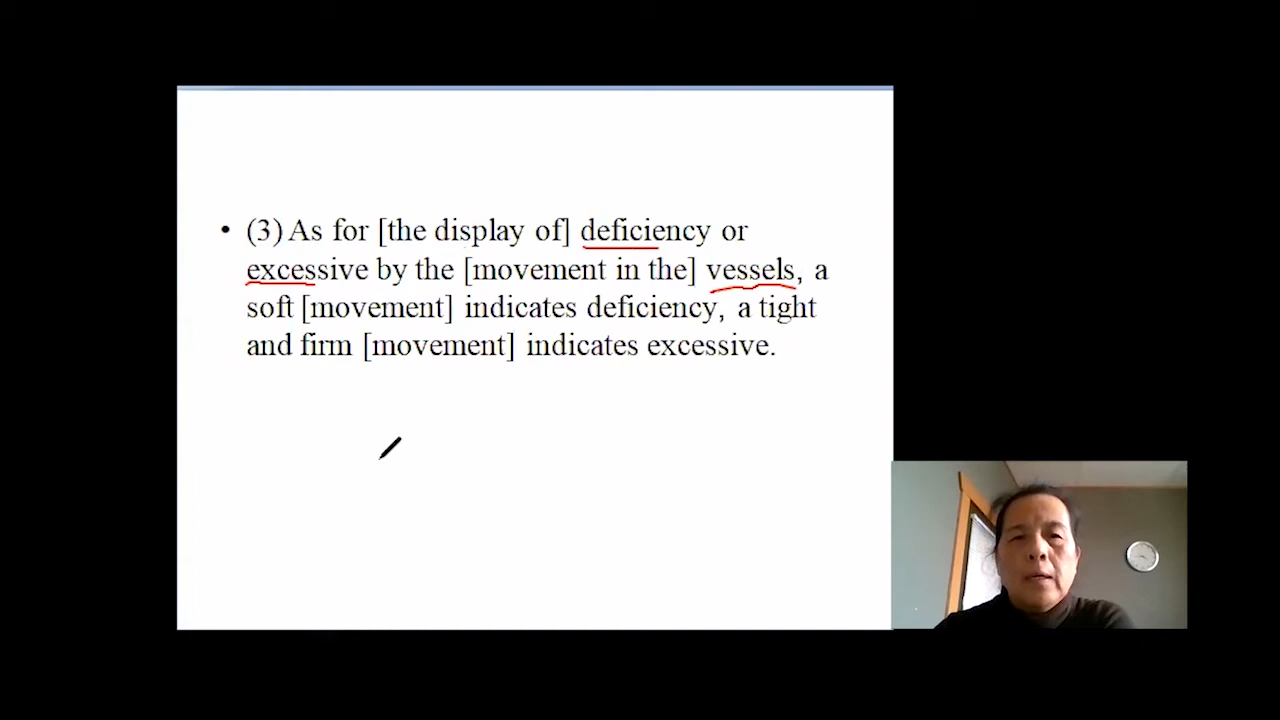 • (3) As for [the display of] deficiency or
excessive by the [movement in the] vessels, a
soft [movement] indicates deficiency, a tight
and firm [movement] indicates excessive.